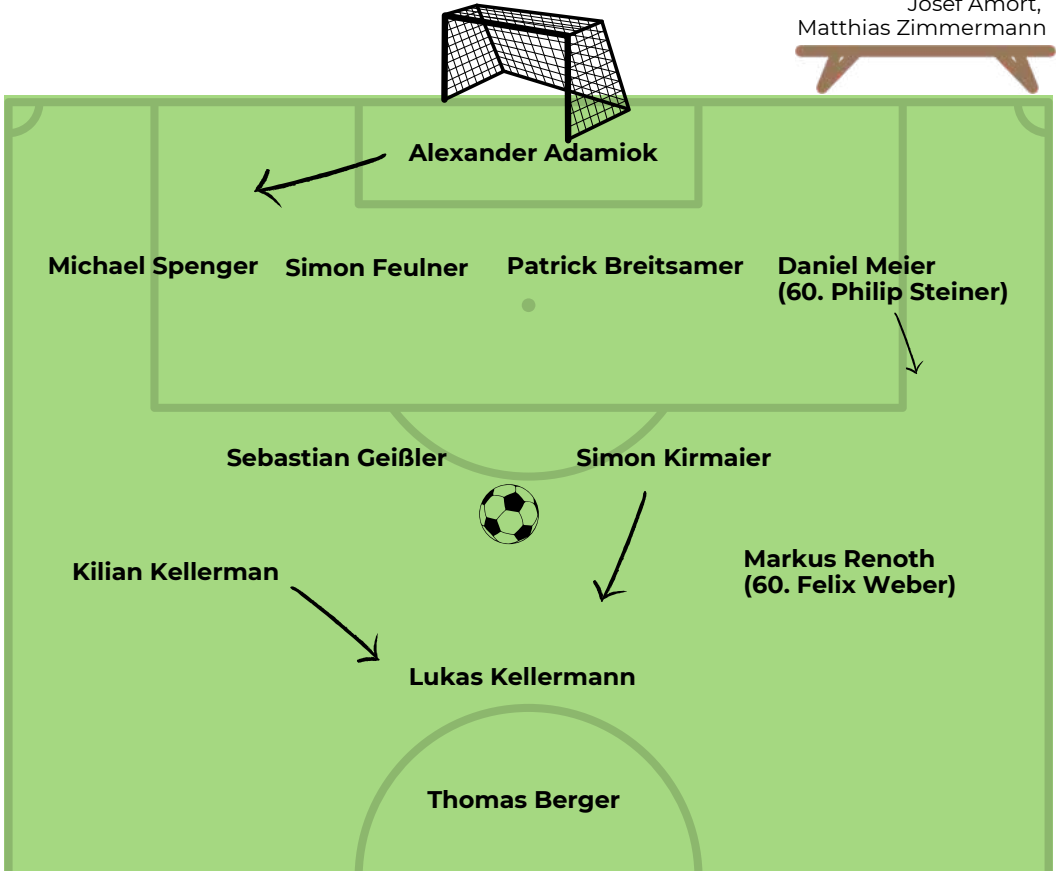 Josef Amort,
Matthias Zimmermann
Alexander Adamiok
Michael Spenger
Simon Feulner
Patrick Breitsamer
Daniel Meier
(60. Philip Steiner)
Sebastian Geißler
Simon Kirmaier
Kilian Kellerman
Markus Renoth
(60. Felix Weber)
Lukas Kellermann
Thomas Berger